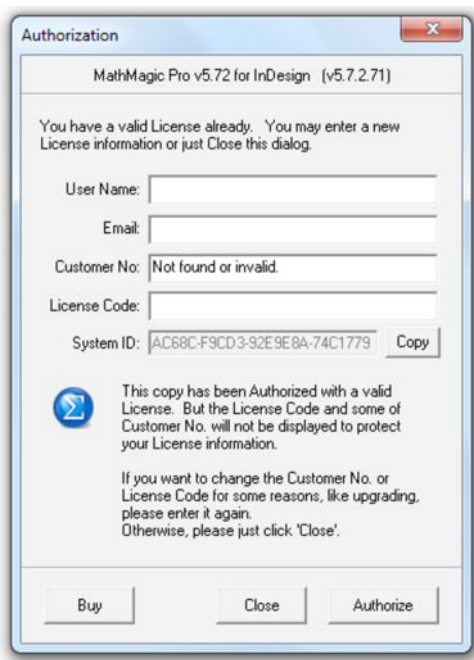 Authorization
MathMagic Pro v5.72 for InDesign (v5.7.2.71)
You have a valid License already. You may enter a new
License information or just Close this dialog.
User Name:
Email:
Customer No: Not found or invalid.
License Code:
System ID: AC68C-F9CD3-92E9E8A-74C1779 Copy
This copy has been Authorized with a valid
License. But the License Code and some of
Customer No. will not be displayed to protect
your License information.
If you want to change the Customer No. or
License Code for some reasons, like upgrading,
please enter it again.
Otherwise, please just click 'Close'.
Buy Close Authorize